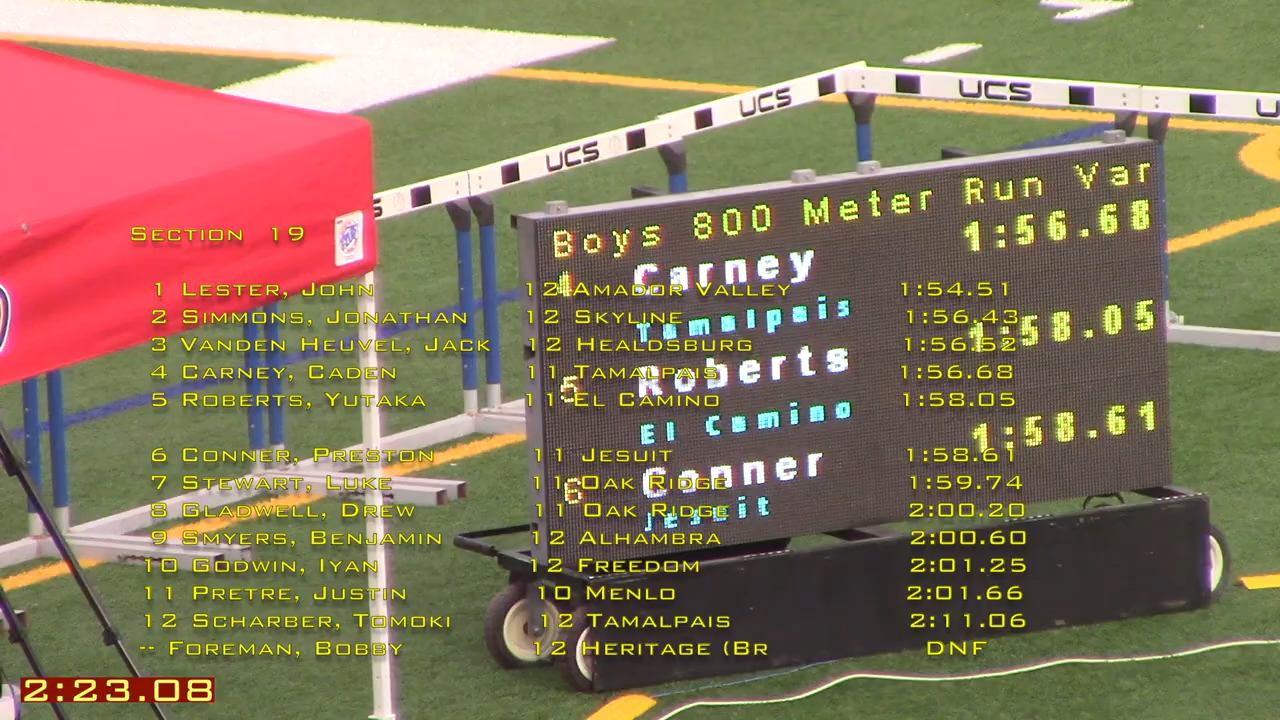 UCS UCS UCS
Boys 800 Meter Run Var
1:56.68
4 Carney
Tamalpais
1:58.05
5 Roberts
El Camino
1:58.61
6 Conner
Jesuit
Section 19
1 Lester, John 12 Amador Valley 1:54.51
2 Simmons, Jonathan 12 Skyline 1:56.43
3 Vanden Heuvel, Jack 12 Healdsburg 1:56.52
4 Carney, Caden 11 Tamalpais 1:56.68
5 Roberts, Yutaka 11 El Camino 1:58.05
6 Conner, Preston 11 Jesuit 1:58.61
7 Stewart, Luke 11 Oak Ridge 1:59.74
8 Gladwell, Drew 11 Oak Ridge 2:00.20
9 Smyers, Benjamin 12 Alhambra 2:00.60
10 Godwin, Iyan 12 Freedom 2:01.25
11 Pretre, Justin 10 Menlo 2:01.66
12 Scharber, Tomoki 12 Tamalpais 2:11.06
-- Foreman, Bobby 12 Heritage (Br DNF
2:23.08